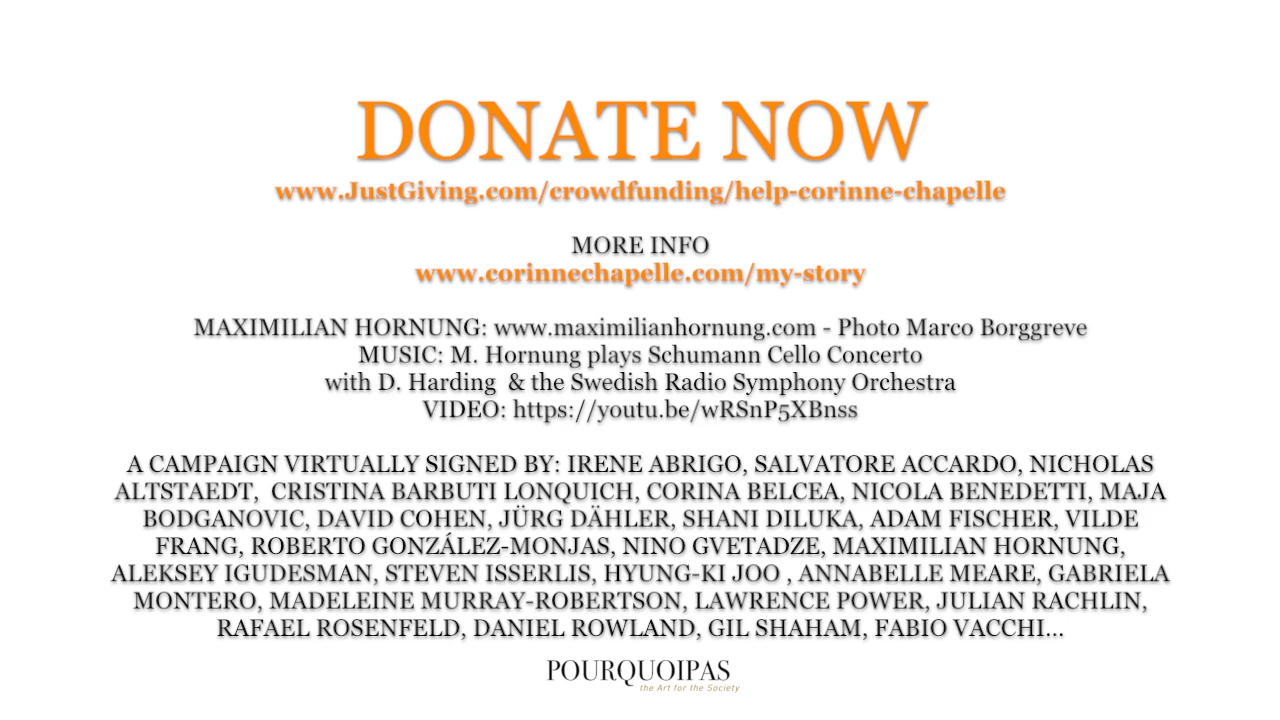 DONATE NOW
www.JustGiving.com/crowdfunding/help-corinne-chapelle
MORE INFO
www.corinnechapelle.com/my-story
MAXIMILIAN HORNUNG: www.maximilianhornung.com - Photo Marco Borggreve
MUSIC: M. Hornung plays Schumann Cello Concerto
with D. Harding & the Swedish Radio Symphony Orchestra
VIDEO: https://youtu.be/wRSnP5XBnss
A CAMPAIGN VIRTUALLY SIGNED BY: IRENE ABRIGO, SALVATORE ACCARDO, NICHOLAS
ALTSTAEDT, CRISTINA BARBUTI LONQUICH, CORINA BELCEA, NICOLA BENEDETTI, MAJA
BODGANOVIC, DAVID COHEN, JÜRG DÄHLER, SHANI DILUKA, ADAM FISCHER, VILDE
FRANG, ROBERTO GONZÁLEZ-MONJAS, NINO GVETADZE, MAXIMILIAN HORNUNG,
ALEKSEY IGUDESMAN, STEVEN ISSERLIS, HYUNG-KI JOO , ANNABELLE MEARE, GABRIELA
MONTERO, MADELEINE MURRAY-ROBERTSON, LAWRENCE POWER, JULIAN RACHLIN,
RAFAEL ROSENFELD, DANIEL ROWLAND, GIL SHAHAM, FABIO VACCHI...
POURQUOIPAS
the Art for the Society